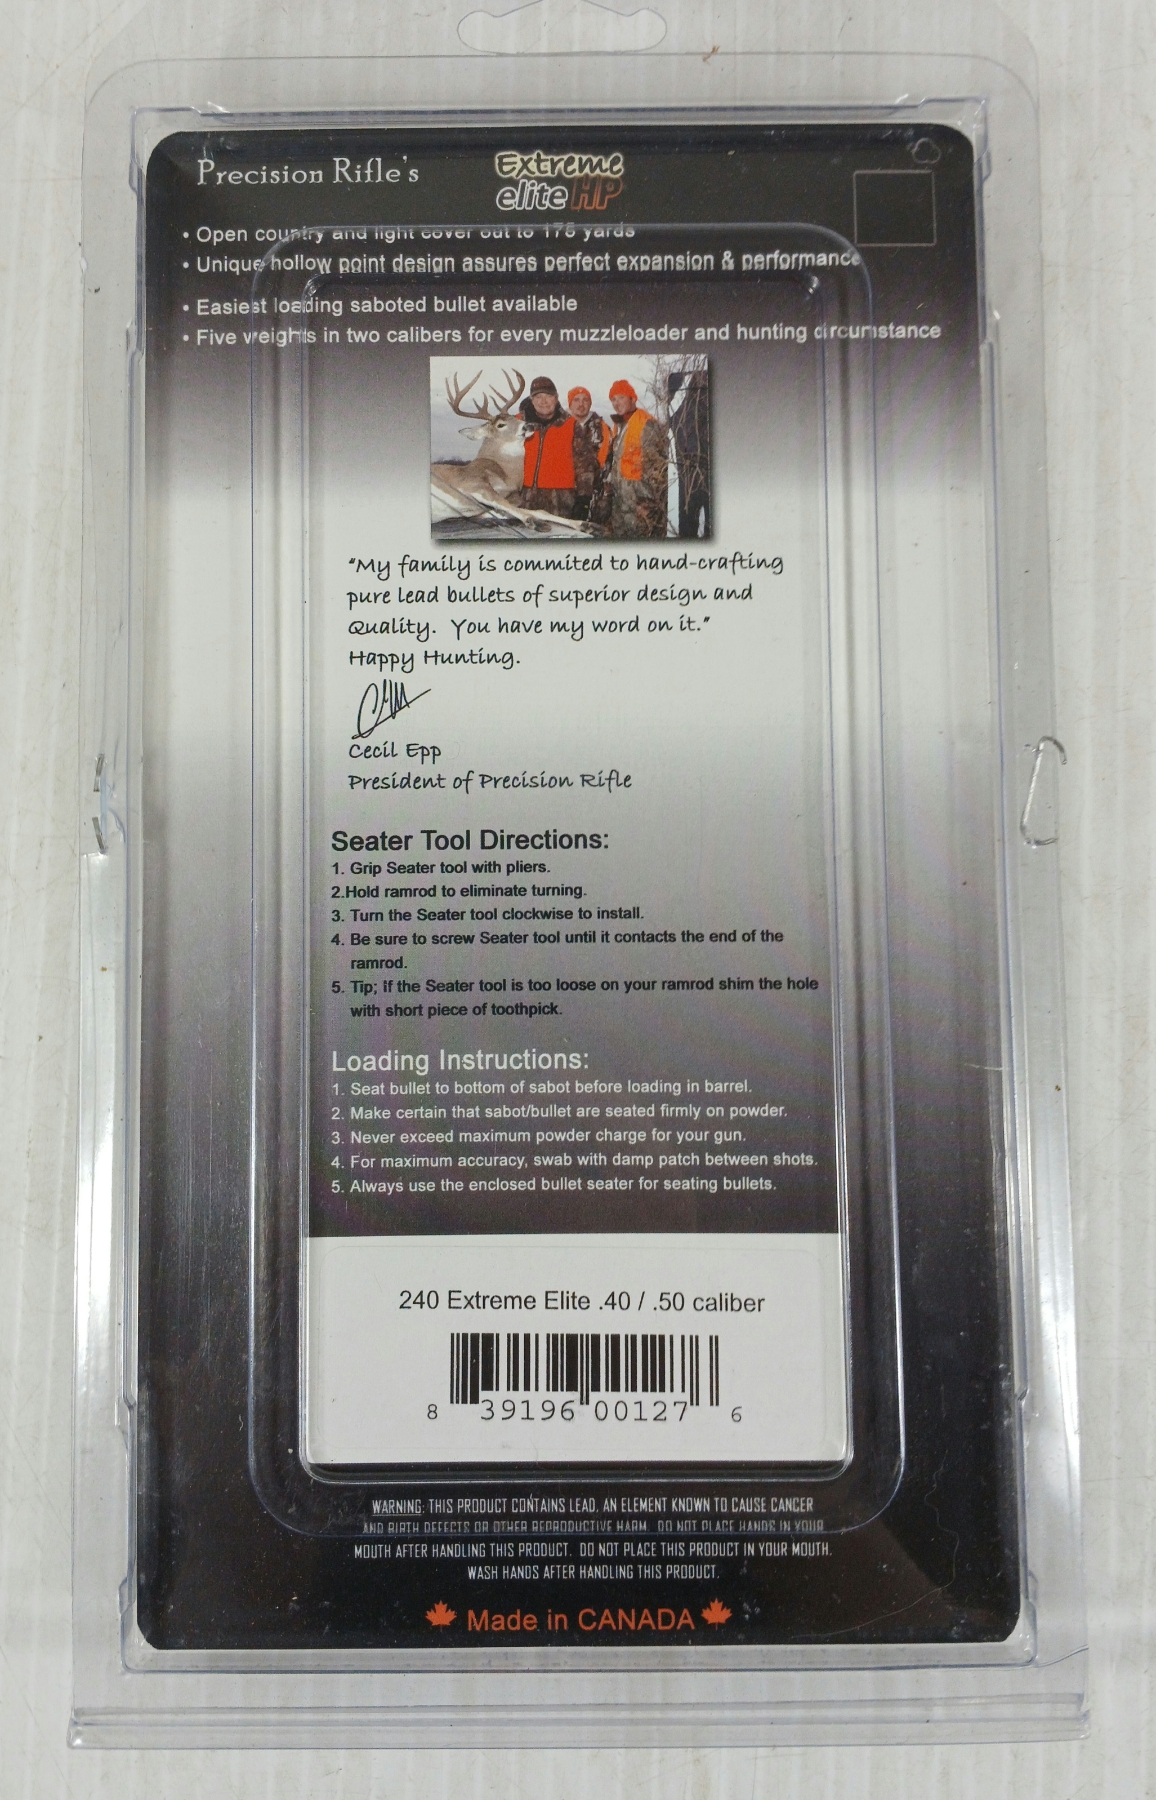 Precision Rifle's
Extreme
elite HP
• Open country and light cover out to 175 yards
• Unique hollow point design assures perfect expansion & performance
• Easiest loading saboted bullet available
• Five weights in two calibers for every muzzleloader and hunting circumstance
"My family is commited to hand-crafting
pure lead bullets of superior design and
Quality. You have my word on it."
Happy Hunting.
Cecil Epp
President of Precision Rifle
Seater Tool Directions:
1. Grip Seater tool with pliers.
2.Hold ramrod to eliminate turning.
3. Turn the Seater tool clockwise to install.
4. Be sure to screw Seater tool until it contacts the end of the
ramrod.
5. Tip; if the Seater tool is too loose on your ramrod shim the hole
with short piece of toothpick.
Loading Instructions:
1. Seat bullet to bottom of sabot before loading in barrel.
2. Make certain that sabot/bullet are seated firmly on powder.
3. Never exceed maximum powder charge for your gun.
4. For maximum accuracy, swab with damp patch between shots.
5. Always use the enclosed bullet seater for seating bullets.
240 Extreme Elite .40 / .50 caliber
8 39196 00127 6
WARNING: THIS PRODUCT CONTAINS LEAD, AN ELEMENT KNOWN TO CAUSE CANCER
AND BIRTH DEFECTS OR OTHER REPRODUCTIVE HARM. DO NOT PLACE HANDS IN YOUR
MOUTH AFTER HANDLING THIS PRODUCT. DO NOT PLACE THIS PRODUCT IN YOUR MOUTH.
WASH HANDS AFTER HANDLING THIS PRODUCT.
Made in CANADA